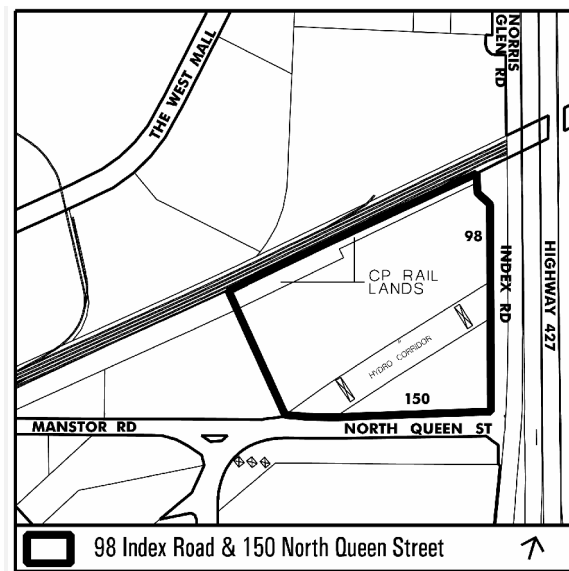 NORRIS
GLEN RD
THE WEST MALL
98
INDEX RD
HIGHWAY 427
CP RAIL
LANDS
HYDRO CORRIDOR
150
MANSTOR RD
NORTH QUEEN ST
98 Index Road & 150 North Queen Street